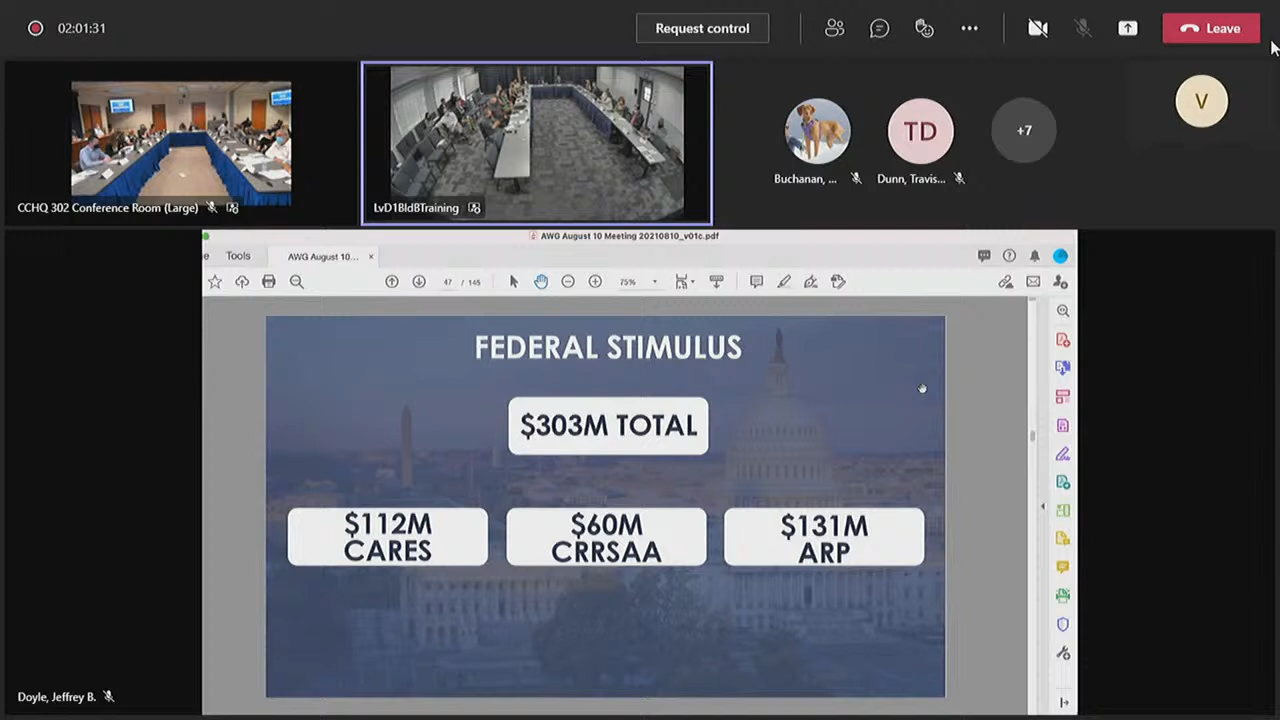 02:01:31
Request control
Leave
V
TD
+7
Buchanan, ...
Dunn, Travis...
CCHQ 302 Conference Room (Large)
LvD1BldBTraining
AWG August 10 Meeting 20210810_v01c.pdf
e
Tools
AWG August 10...
47 / 145
75%
FEDERAL STIMULUS
$303M TOTAL
$112M
CARES
$60M
CRRSAA
$131M
ARP
Doyle, Jeffrey B.